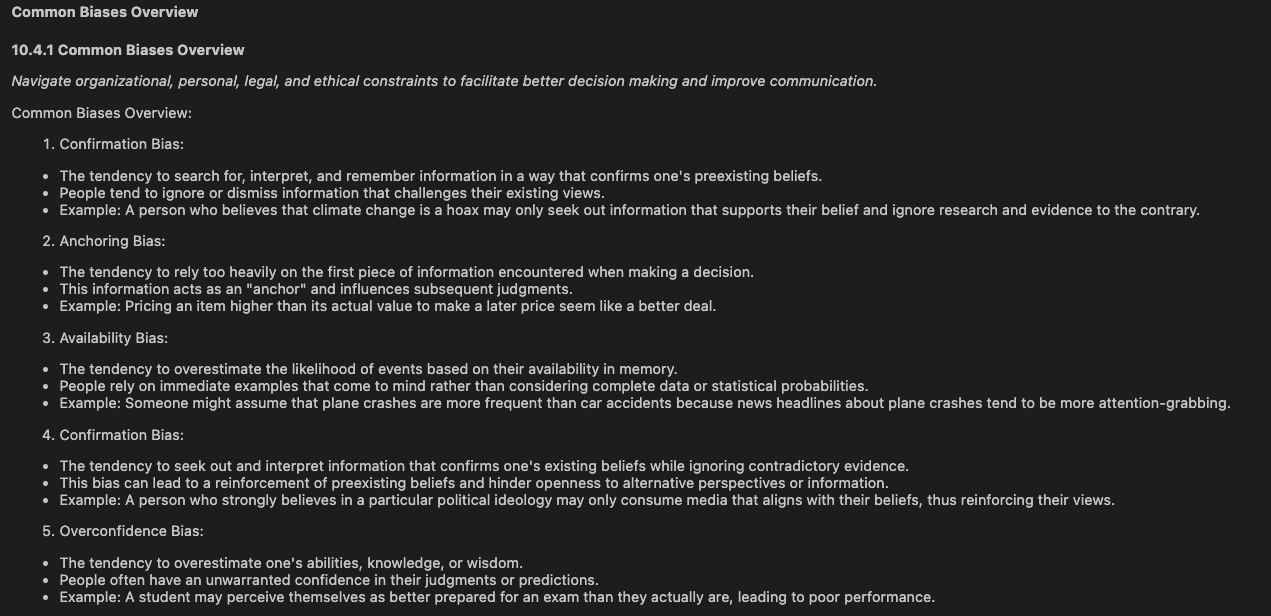 Common Biases Overview
10.4.1 Common Biases Overview
Navigate organizational, personal, legal, and ethical constraints to facilitate better decision making and improve communication.
Common Biases Overview:
1. Confirmation Bias:
• The tendency to search for, interpret, and remember information in a way that confirms one's preexisting beliefs.
• People tend to ignore or dismiss information that challenges their existing views.
• Example: A person who believes that climate change is a hoax may only seek out information that supports their belief and ignore research and evidence to the contrary.
2. Anchoring Bias:
• The tendency to rely too heavily on the first piece of information encountered when making a decision.
• This information acts as an "anchor" and influences subsequent judgments.
• Example: Pricing an item higher than its actual value to make a later price seem like a better deal.
3. Availability Bias:
• The tendency to overestimate the likelihood of events based on their availability in memory.
• People rely on immediate examples that come to mind rather than considering complete data or statistical probabilities.
• Example: Someone might assume that plane crashes are more frequent than car accidents because news headlines about plane crashes tend to be more attention-grabbing.
4. Confirmation Bias:
• The tendency to seek out and interpret information that confirms one's existing beliefs while ignoring contradictory evidence.
• This bias can lead to a reinforcement of preexisting beliefs and hinder openness to alternative perspectives or information.
• Example: A person who strongly believes in a particular political ideology may only consume media that aligns with their beliefs, thus reinforcing their views.
5. Overconfidence Bias:
• The tendency to overestimate one's abilities, knowledge, or wisdom.
• People often have an unwarranted confidence in their judgments or predictions.
• Example: A student may perceive themselves as better prepared for an exam than they actually are, leading to poor performance.